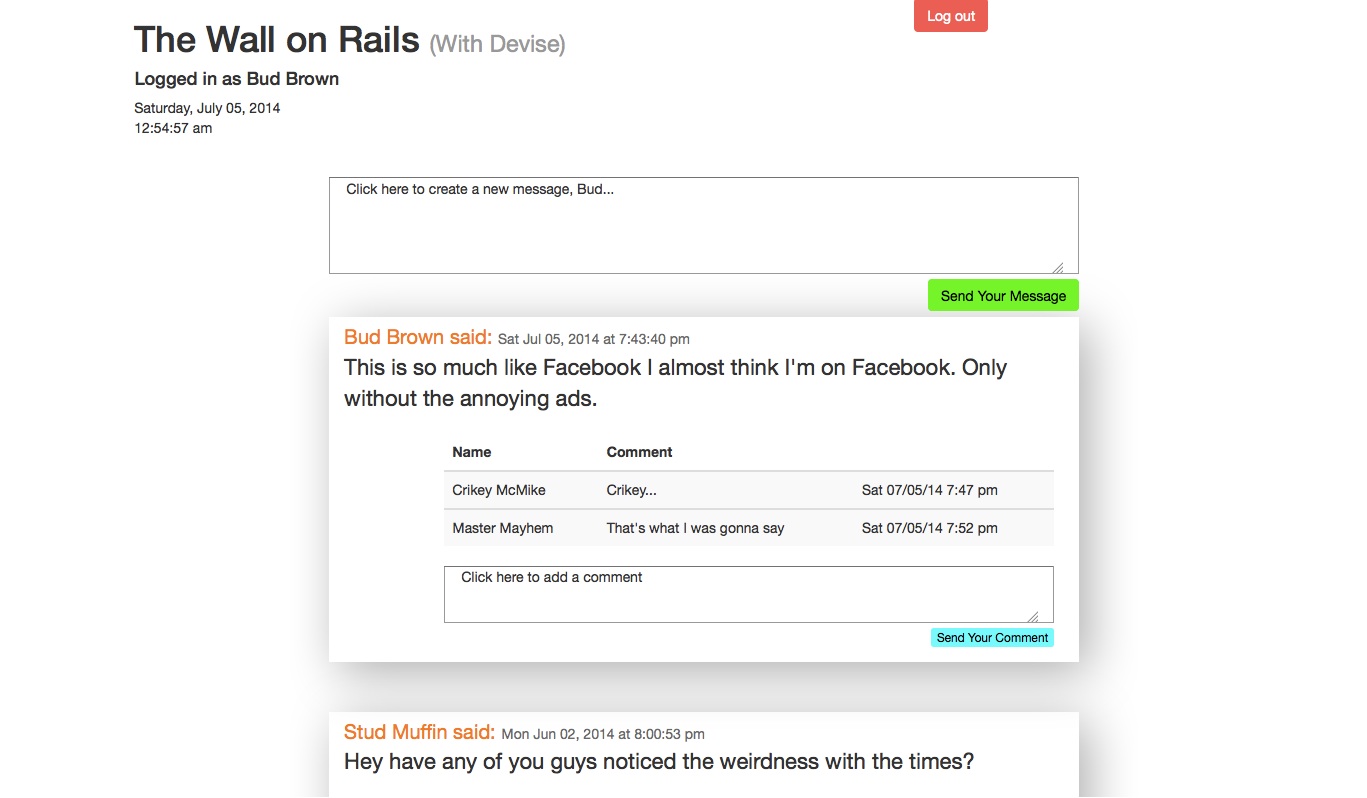 Log out
The Wall on Rails (With Devise)
Logged in as Bud Brown
Saturday, July 05, 2014
12:54:57 am
Click here to create a new message, Bud...
Send Your Message
Bud Brown said: Sat Jul 05, 2014 at 7:43:40 pm
This is so much like Facebook I almost think I'm on Facebook. Only
without the annoying ads.
Name Comment
Crikey McMike Crikey... Sat 07/05/14 7:47 pm
Master Mayhem That's what I was gonna say Sat 07/05/14 7:52 pm
Click here to add a comment
Send Your Comment
Stud Muffin said: Mon Jun 02, 2014 at 8:00:53 pm
Hey have any of you guys noticed the weirdness with the times?